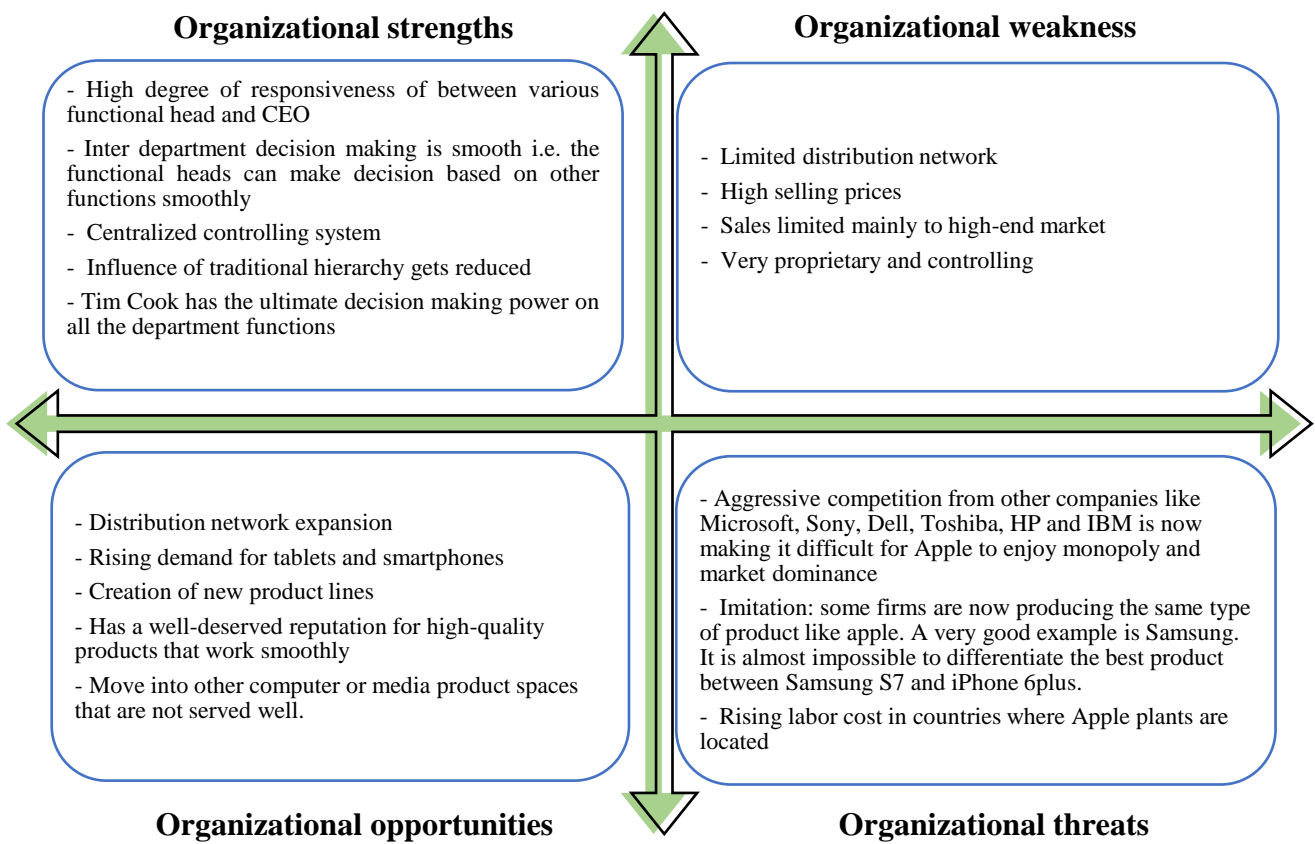 Organizational strengths
- High degree of responsiveness of between various
functional head and CEO
- Inter department decision making is smooth i.e. the
functional heads can make decision based on other
functions smoothly
- Centralized controlling system
- Influence of traditional hierarchy gets reduced
- Tim Cook has the ultimate decision making power on
all the department functions
Organizational weakness
- Limited distribution network
- High selling prices
- Sales limited mainly to high-end market
- Very proprietary and controlling
- Distribution network expansion
- Rising demand for tablets and smartphones
- Creation of new product lines
- Has a well-deserved reputation for high-quality
products that work smoothly
- Move into other computer or media product spaces
that are not served well.
Organizational opportunities
- Aggressive competition from other companies like
Microsoft, Sony, Dell, Toshiba, HP and IBM is now
making it difficult for Apple to enjoy monopoly and
market dominance
- Imitation: some firms are now producing the same type
of product like apple. A very good example is Samsung.
It is almost impossible to differentiate the best product
between Samsung S7 and iPhone 6plus.
- Rising labor cost in countries where Apple plants are
located
Organizational threats